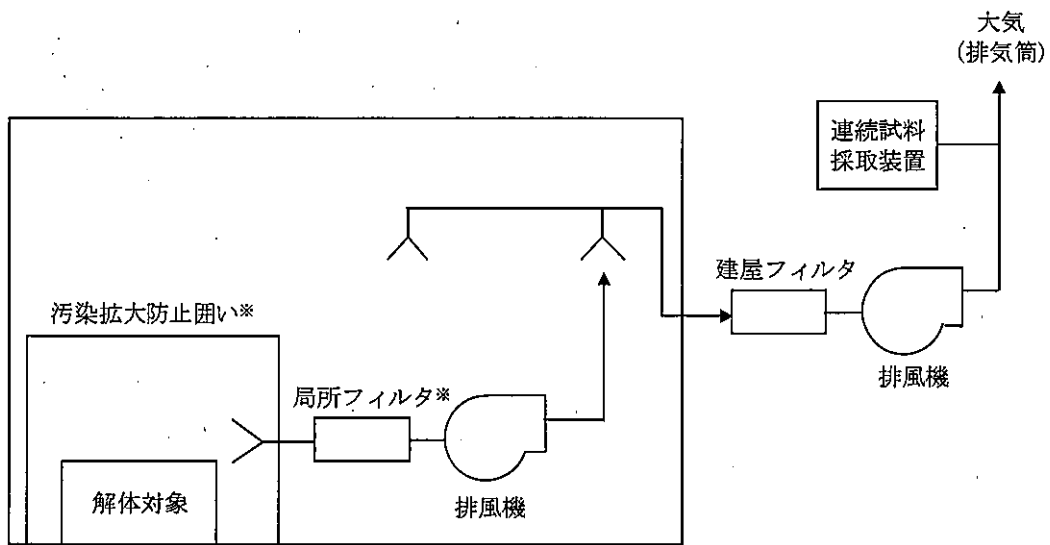 大気
(排気筒)
連続試料
採取装置
建屋フィルタ
排風機
汚染拡大防止囲い※
局所フィルタ※
排風機
解体対象